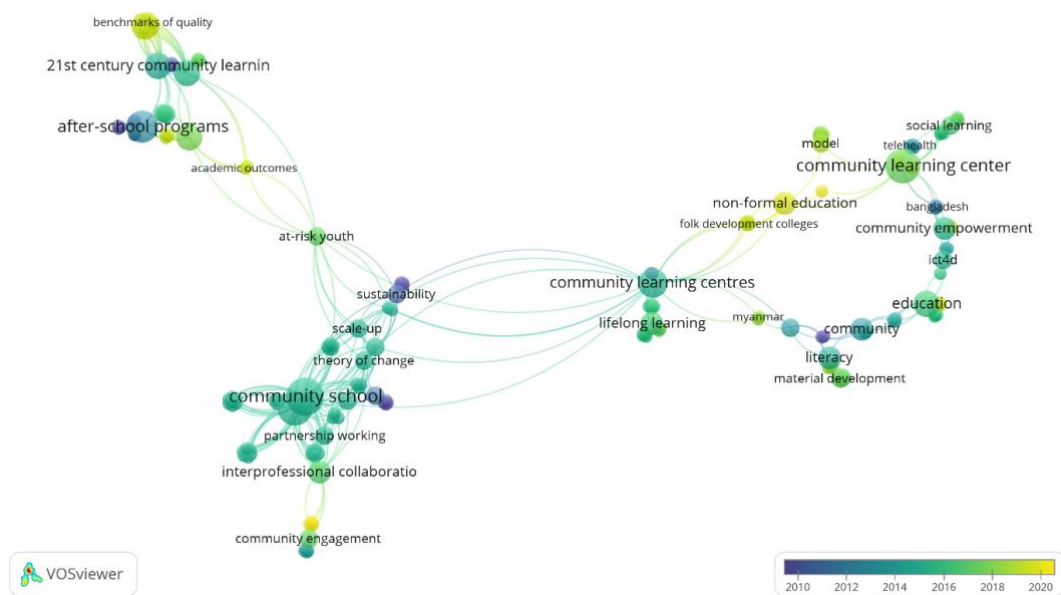 benchmarks of quality
21st century community learnin
after-school programs
academic outcomes
at-risk youth
sustainability
scale-up
theory of change
community school
partnership working
interprofessional collaboratio
community engagement
community learning centres
lifelong learning
model
non-formal education
folk development colleges
social learning
telehealth
community learning center
bangladesh
community empowerment
ict4d
education
myanmar
community
literacy
material development
VOSviewer
2010 2012 2014 2016 2018 2020